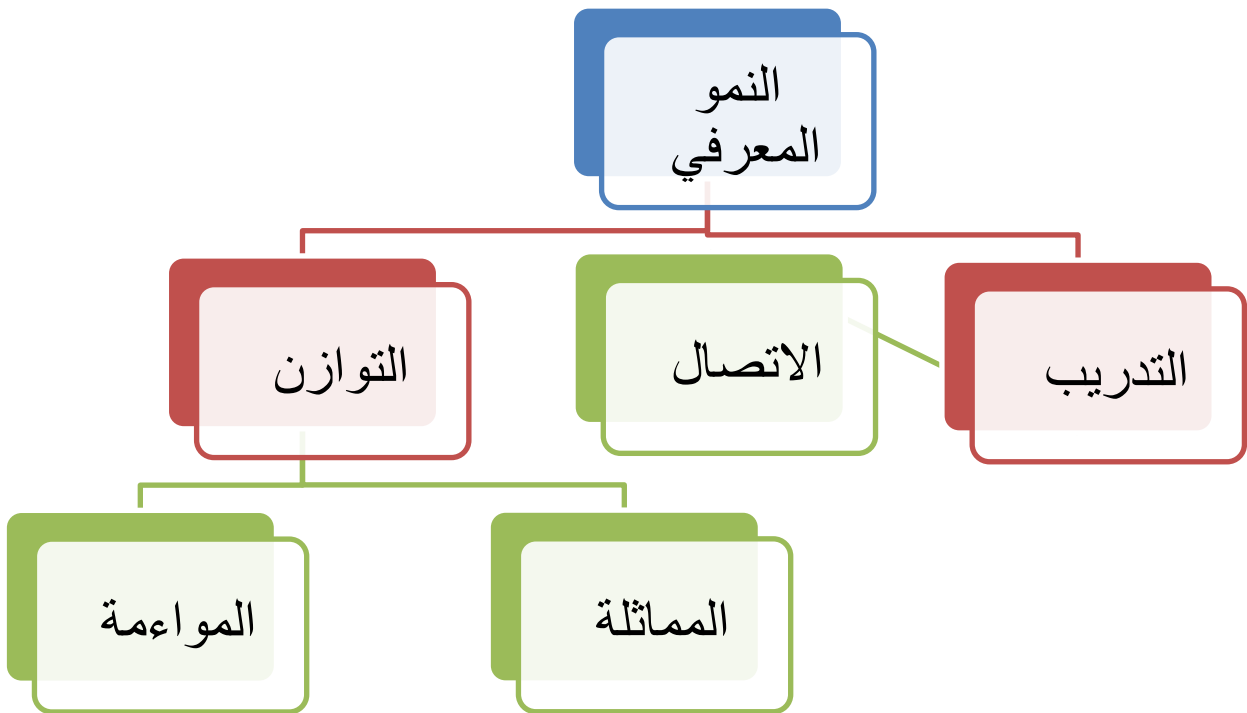 النمو
المعرفي
التدريب
الاتصال
التوازن
المماثلة
المواءمة